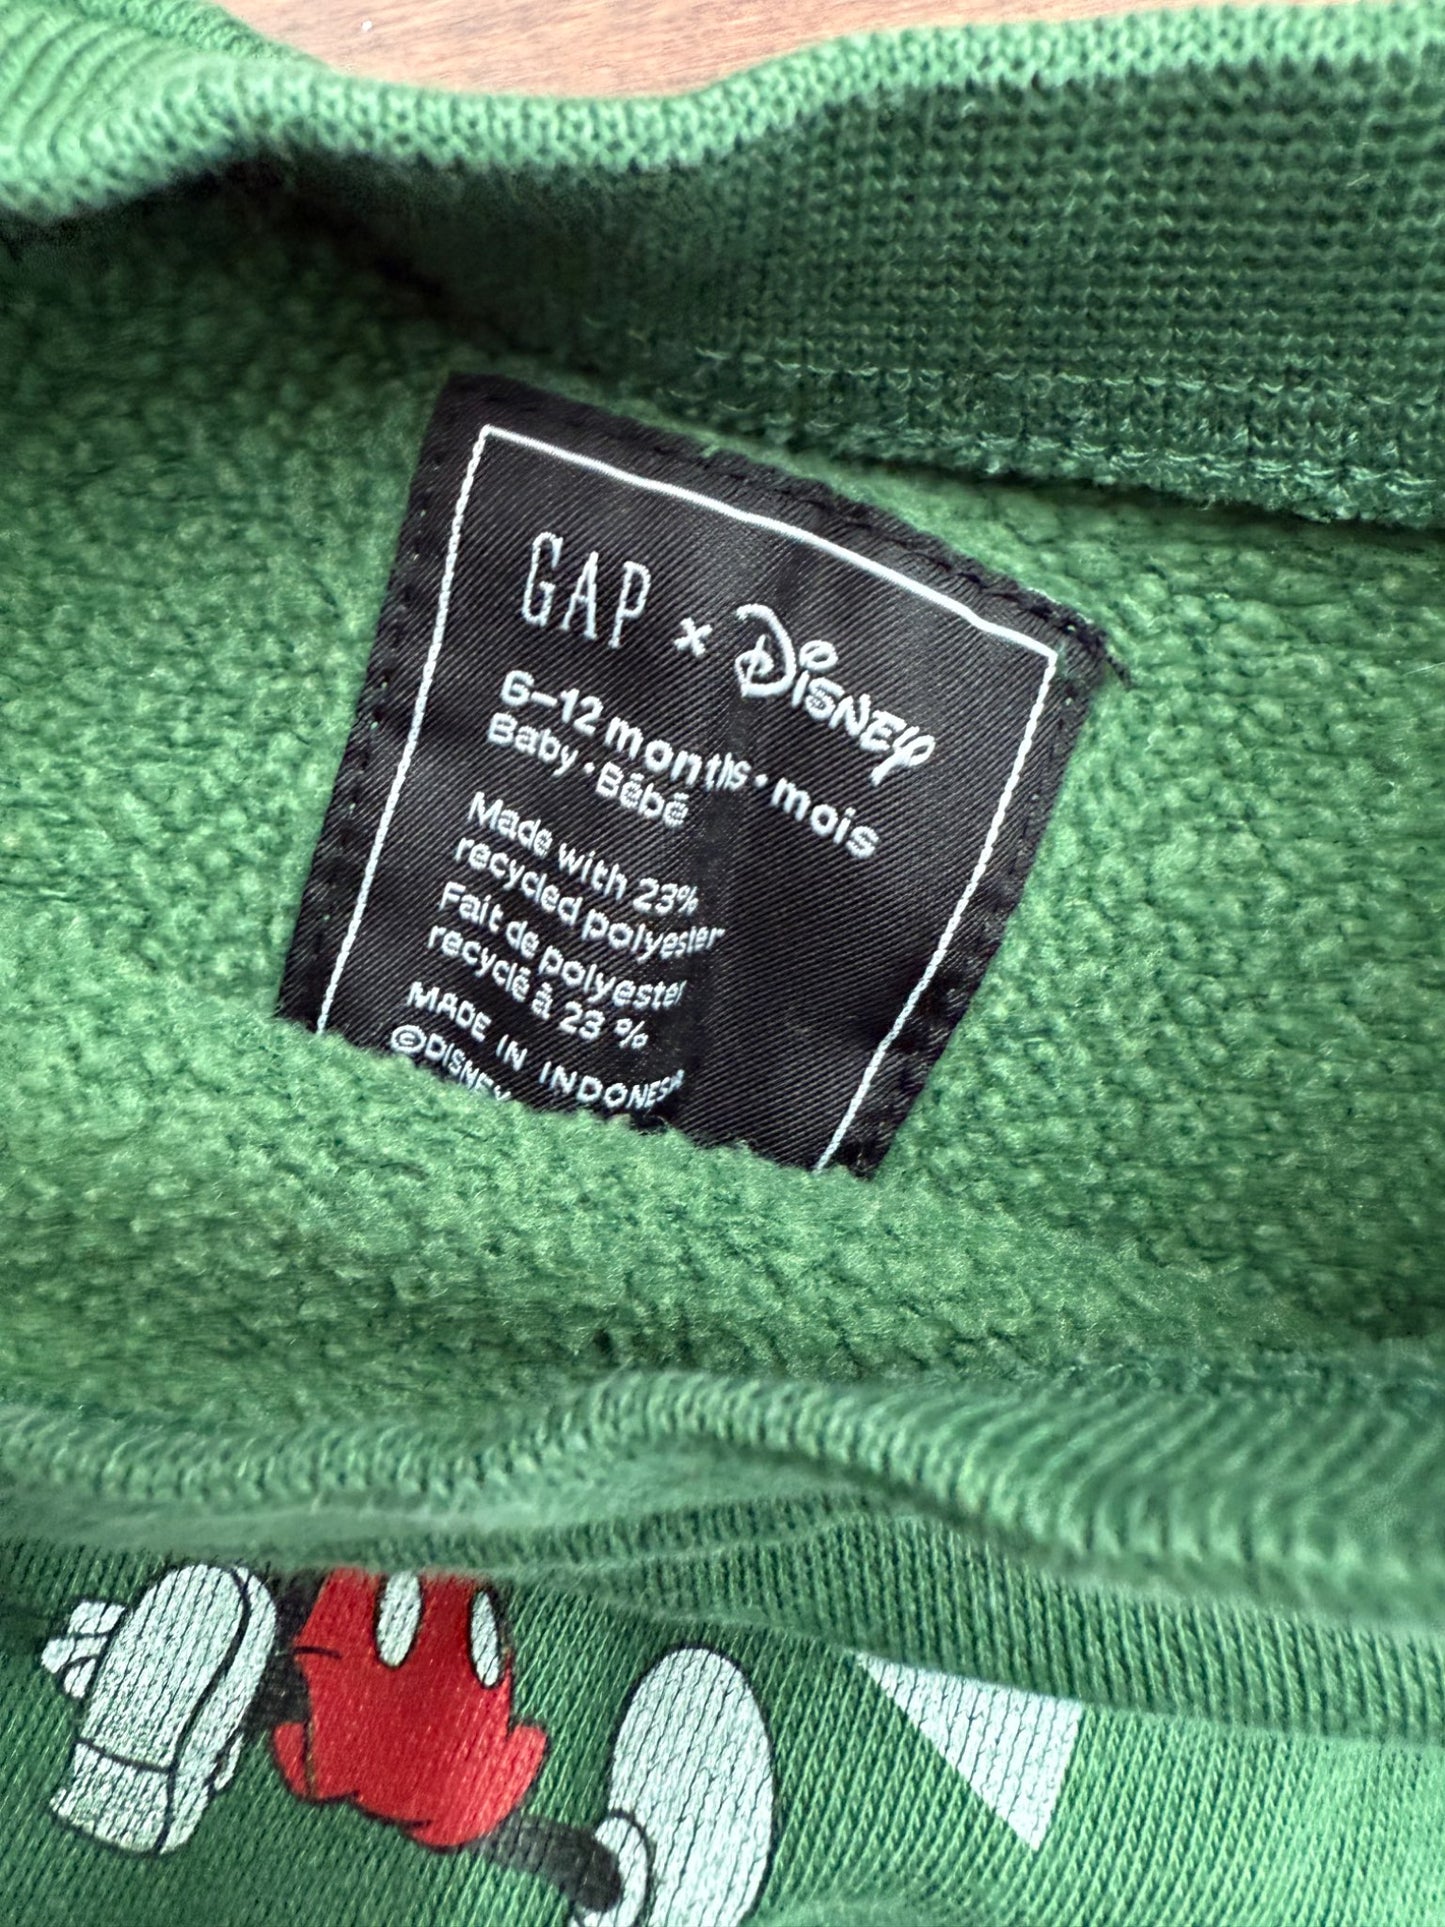 GAP x Disney
6–12 months · mois
Baby · Bébé
Made with 23%
recycled polyester
Fait de polyester
recyclé à 23 %
MADE IN INDONESIA
©DISNEY